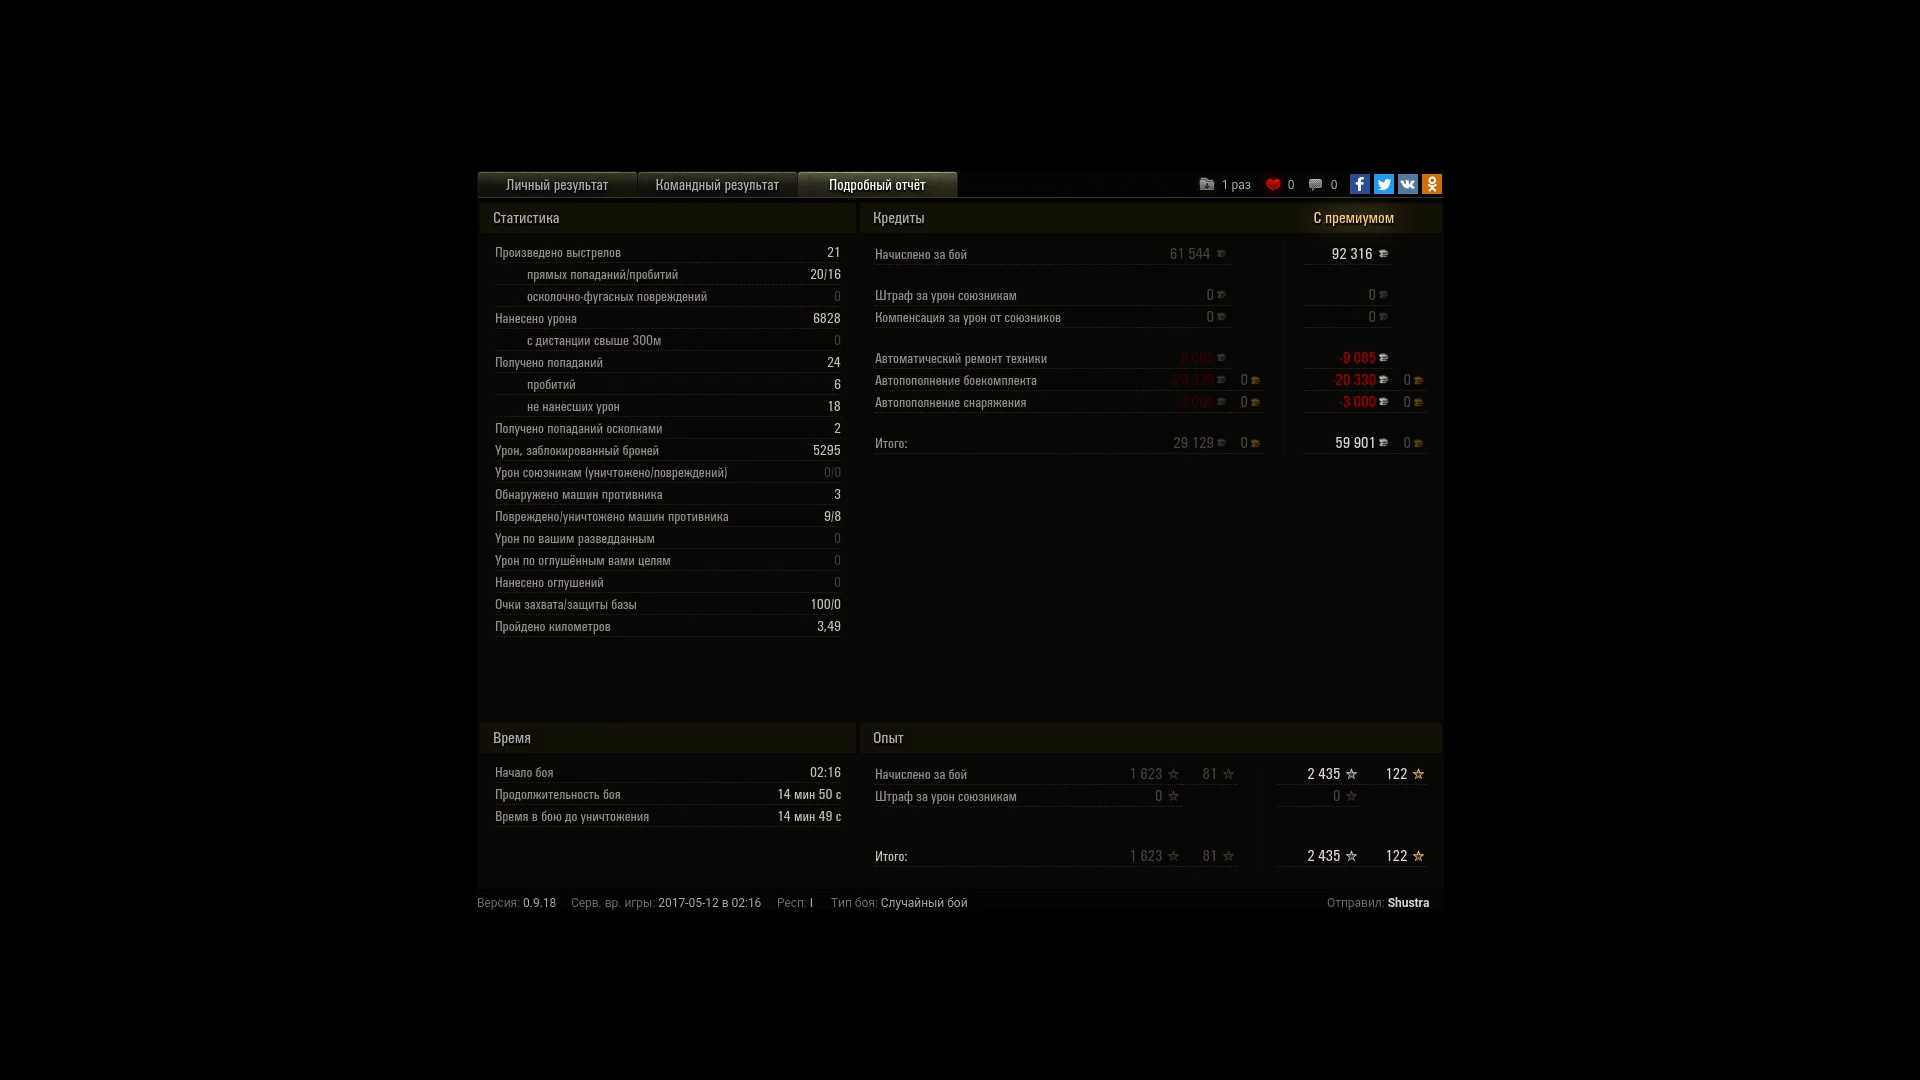 Личный результат Командный результат Подробный отчёт 1 раз 0 0
Статистика
Произведено выстрелов 21
прямых попаданий/пробитий 20/16
осколочно-фугасных повреждений 0
Нанесено урона 6828
с дистанции свыше 300м 0
Получено попаданий 24
пробитий 6
не нанесших урон 18
Получено попаданий осколками 2
Урон, заблокированный броней 5295
Урон союзникам (уничтожено/повреждений) 0/0
Обнаружено машин противника 3
Повреждено/уничтожено машин противника 9/8
Урон по вашим разведданным 0
Урон по оглушённым вами целям 0
Нанесено оглушений 0
Очки захвата/защиты базы 100/0
Пройдено километров 3,49
Кредиты С премиумом
Начислено за бой 61 544 92 316
Штраф за урон союзникам 0 0
Компенсация за урон от союзников 0 0
Автоматический ремонт техники -9 085 -9 085
Автопополнение боекомплекта -20 330 0 -20 330 0
Автопополнение снаряжения -3 000 0 -3 000 0
Итого: 29 129 0 59 901 0
Время
Начало боя 02:16
Продолжительность боя 14 мин 50 с
Время в бою до уничтожения 14 мин 49 с
Опыт
Начислено за бой 1 623 81 2 435 122
Штраф за урон союзникам 0 0
Итого: 1 623 81 2 435 122
Версия: 0.9.18 Серв. вр. игры: 2017-05-12 в 02:16 Респ: I Тип боя: Случайный бой Отправил: Shustra